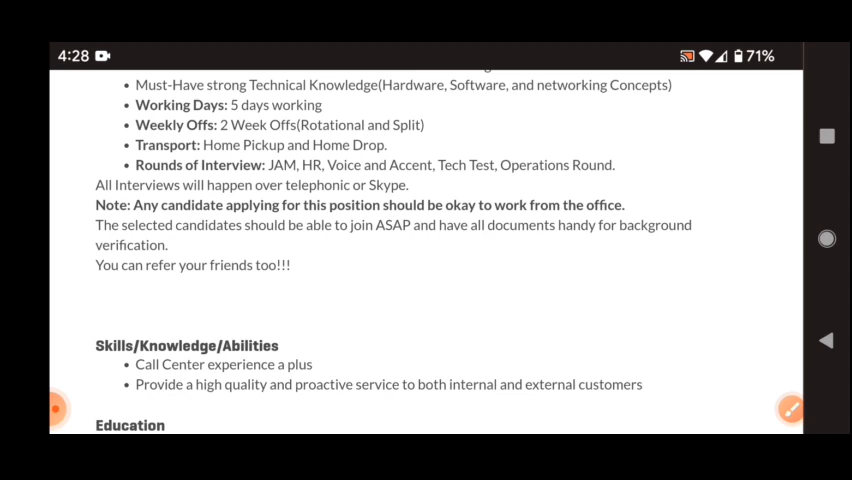 4:28
71%
Must-Have strong Technical Knowledge(Hardware, Software, and networking Concepts)
Working Days: 5 days working
Weekly Offs: 2 Week Offs(Rotational and Split)
Transport: Home Pickup and Home Drop.
Rounds of Interview: JAM, HR, Voice and Accent, Tech Test, Operations Round.
All Interviews will happen over telephonic or Skype.
Note: Any candidate applying for this position should be okay to work from the office.
The selected candidates should be able to join ASAP and have all documents handy for background
verification.
You can refer your friends too!!!
Skills/Knowledge/Abilities
Call Center experience a plus
Provide a high quality and proactive service to both internal and external customers
Education